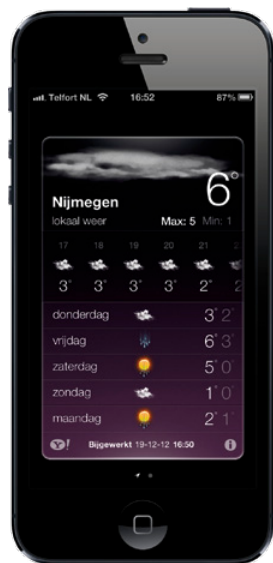 Telfort NL 16:52 87%
6°
Nijmegen
lokaal weer Max: 5 Min: 1
17 18 19 20 21
3° 3° 3° 3° 2°
donderdag 3° 2°
vrijdag 6° 3°
zaterdag 5° 0°
zondag 1° 0°
maandag 2° 1°
Y! Bijgewerkt 19-12-12 16:50 i